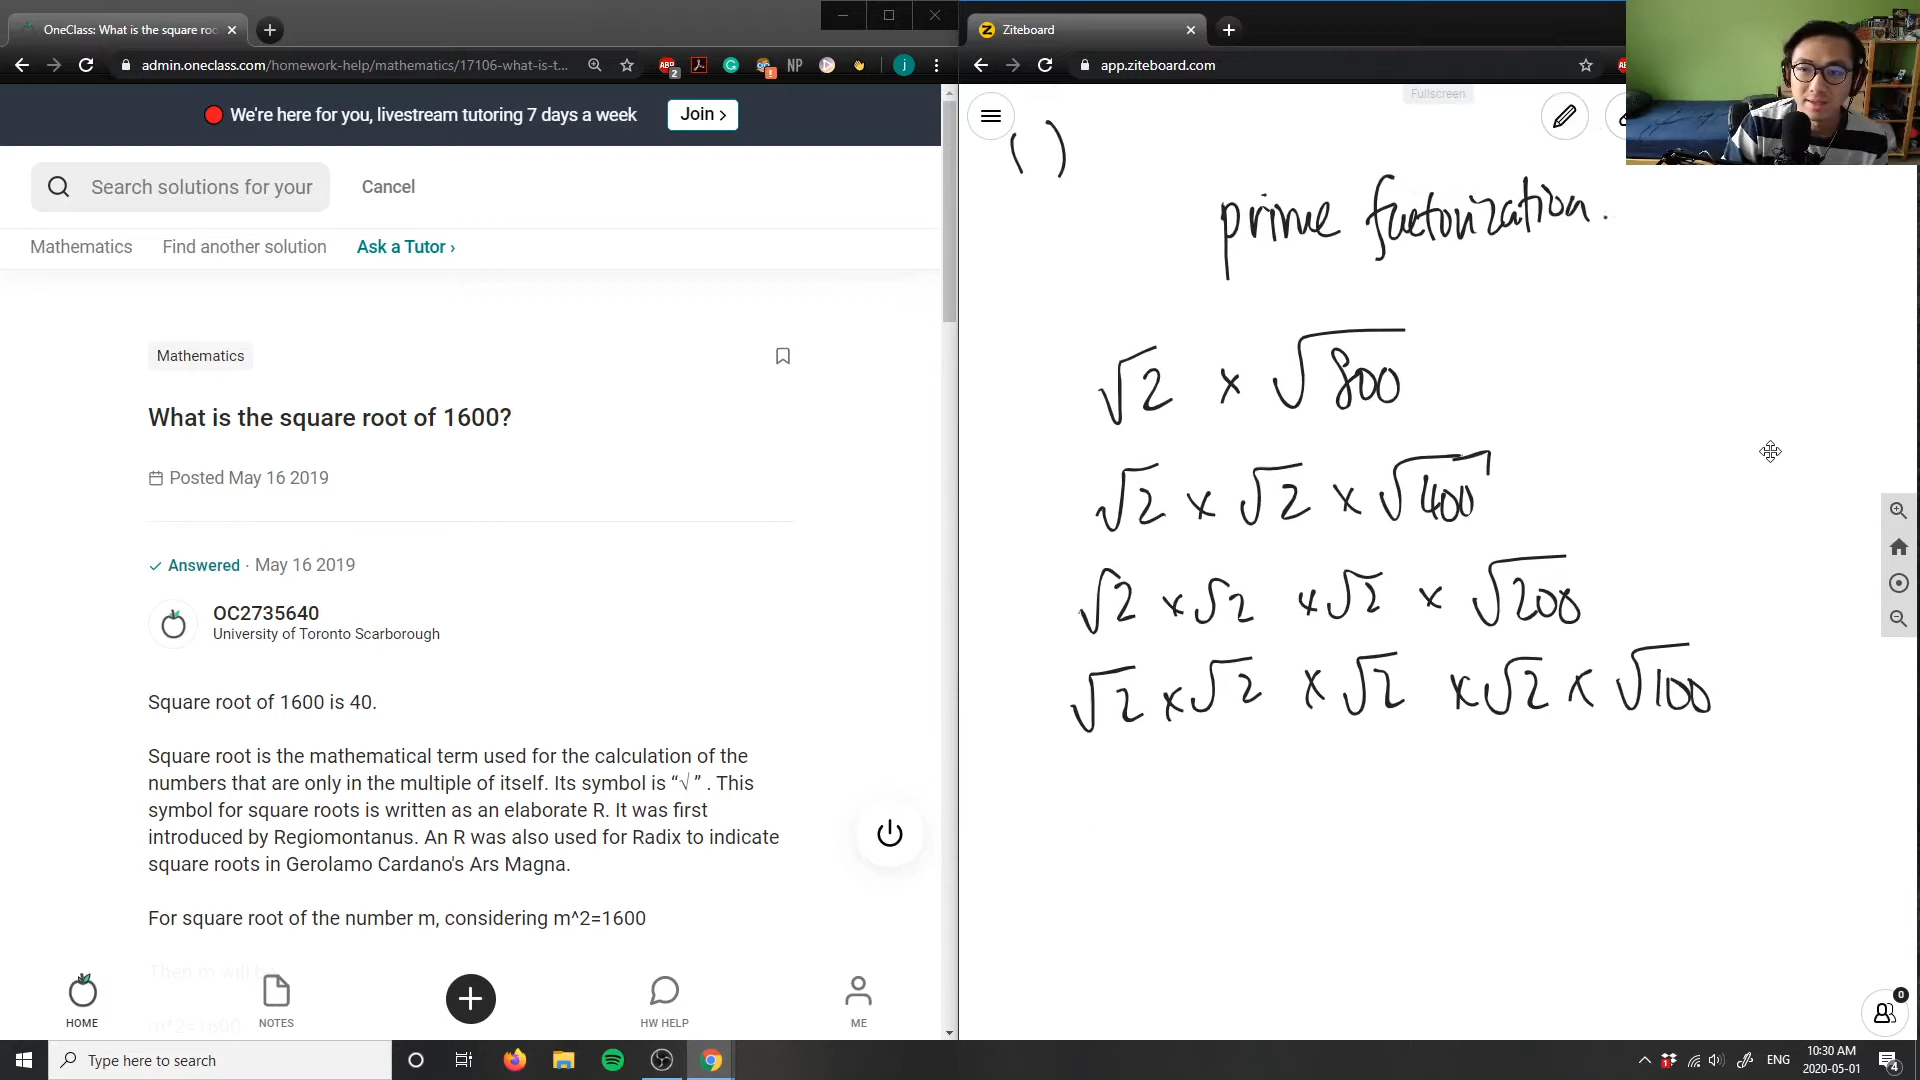 OneClass: What is the square roo
Ziteboard
admin.oneclass.com/homework-help/mathematics/17106-what-is-t...
app.ziteboard.com
We're here for you, livestream tutoring 7 days a week
Join ›
Search solutions for your
Cancel
Mathematics
Find another solution
Ask a Tutor ›
Mathematics
What is the square root of 1600?
Posted May 16 2019
Answered · May 16 2019
OC2735640
University of Toronto Scarborough
Square root of 1600 is 40.
Square root is the mathematical term used for the calculation of the
numbers that are only in the multiple of itself. Its symbol is “√ ” . This
symbol for square roots is written as an elaborate R. It was first
introduced by Regiomontanus. An R was also used for Radix to indicate
square roots in Gerolamo Cardano's Ars Magna.
For square root of the number m, considering m^2=1600
m^2=1600
HOME
NOTES
HW HELP
ME
Fullscreen
( )
prime factorization.
√2 × √800
√2 × √2 × √400
√2 × √2 × √2 × √200
√2 × √2 × √2 × √2 × √100
0
Type here to search
ENG
10:30 AM
2020-05-01
4